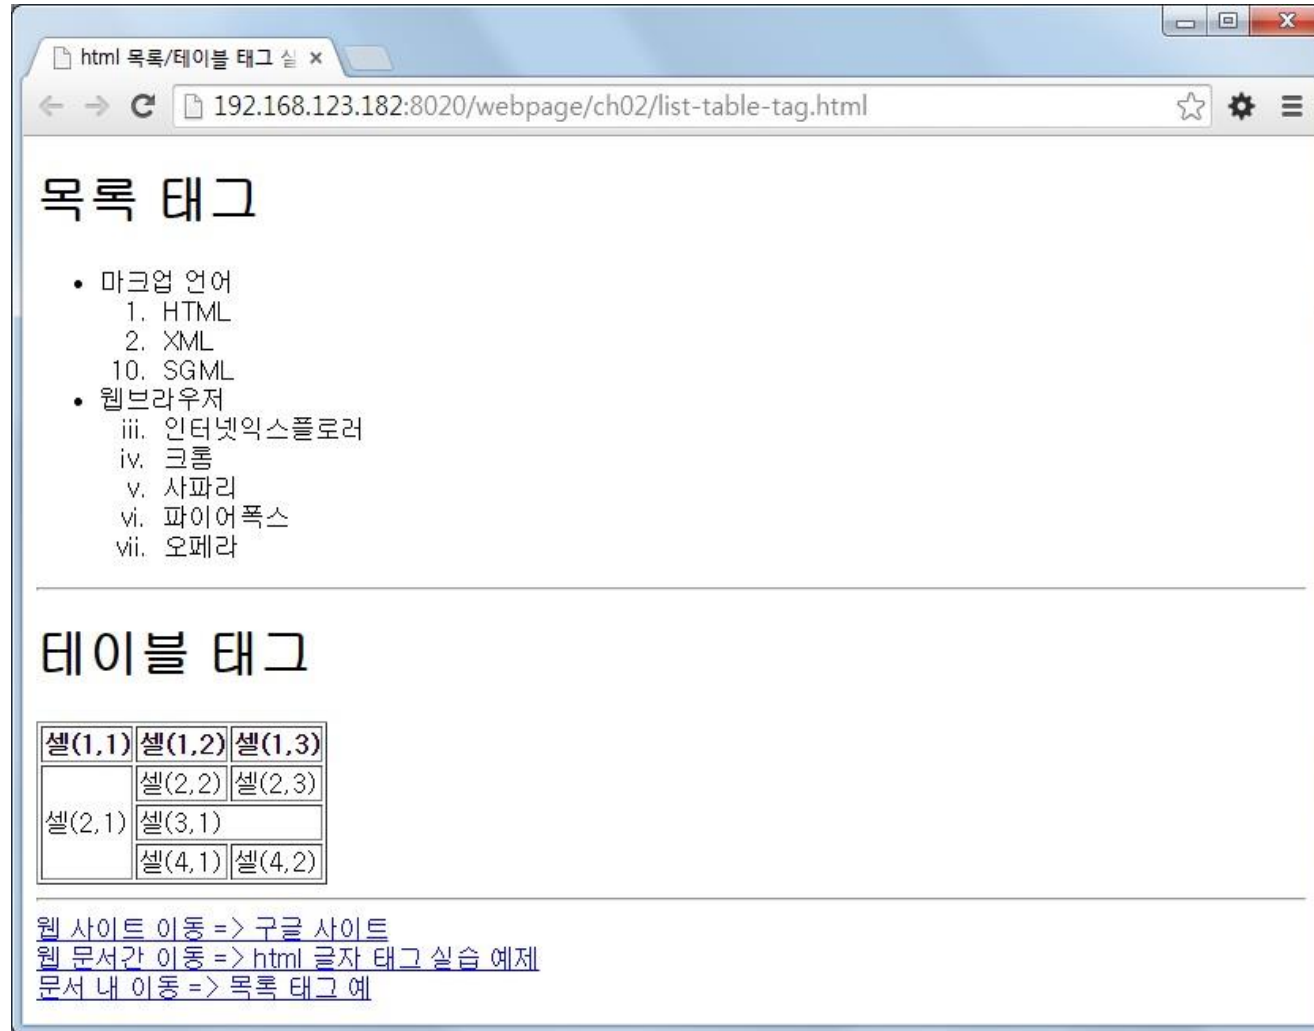 html 목록/테이블 태그 실
192.168.123.182:8020/webpage/ch02/list-table-tag.html
목록 태그
• 마크업 언어
1. HTML
2. XML
10. SGML
• 웹브라우저
iii. 인터넷익스플로러
iv. 크롬
v. 사파리
vi. 파이어폭스
vii. 오페라
테이블 태그
셀(1,1) 셀(1,2) 셀(1,3)
셀(2,2) 셀(2,3)
셀(2,1) 셀(3,1)
셀(4,1) 셀(4,2)
웹 사이트 이동 => 구글 사이트
웹 문서간 이동 => html 글자 태그 실습 예제
문서 내 이동 => 목록 태그 예